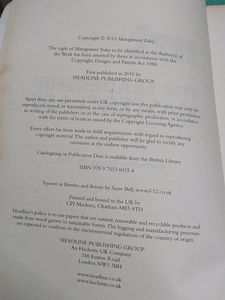 Copyright © 2010 Management Today
The right of Management Today to be identified as the Author(s) of
the Work has been asserted by them in accordance with the
Copyright, Designs and Patents Act 1988.
First published in 2010 by
HEADLINE PUBLISHING GROUP
1
Apart from any use permitted under UK copyright law, this publication may only be
reproduced, stored, or transmitted, in any form, or by any means, with prior permission
in writing of the publishers or, in the case of reprographic production, in accordance
with the terms of licences issued by the Copyright Licensing Agency.
Every effort has been made to fulfil requirements with regard to reproducing
copyright material. The author and publisher will be glad to rectify any
omissions at the earliest opportunity.
Cataloguing in Publication Data is available from the British Library
ISBN 978 0 7553 6015 4
Typeset in Bembo and Avenir by Susie Bell, www.f-12.co.uk
Printed and bound in the UK by
CPI Mackays, Chatham ME5 8TD
Headline's policy is to use papers that are natural, renewable and recyclable products and
made from wood grown in sustainable forests. The logging and manufacturing processes
are expected to conform to the environmental regulations of the country of origin.
HEADLINE PUBLISHING GROUP
An Hachette UK Company
338 Euston Road
London NW1 3BH
www.headline.co.uk
www.hachette.co.uk